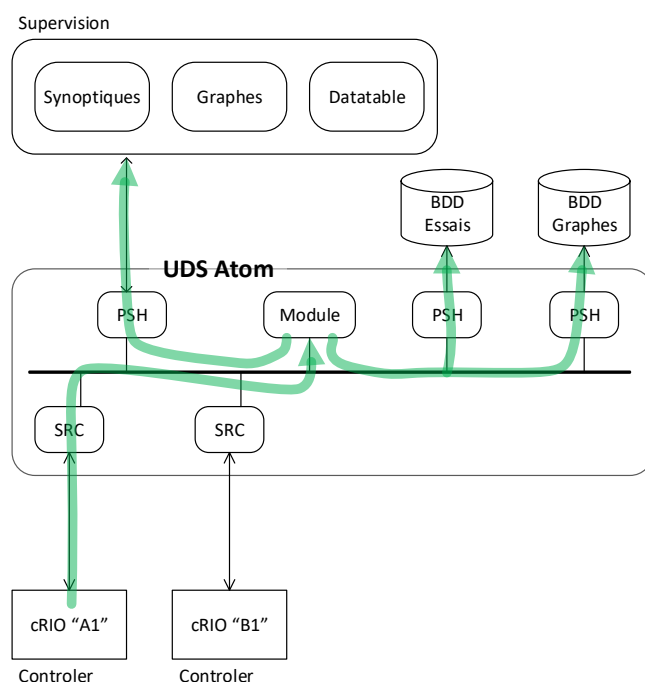 Supervision
Synoptiques
Graphes
Datatable
BDD
Essais
BDD
Graphes
UDS Atom
PSH
Module
PSH
PSH
SRC
SRC
cRIO “A1”
cRIO “B1”
Controler
Controler